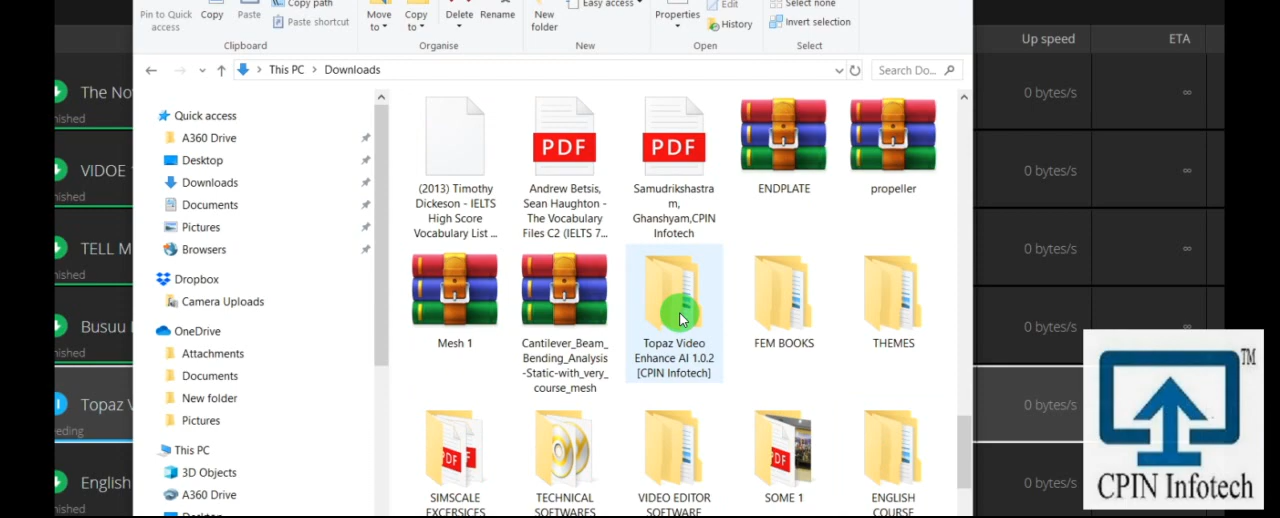 Copy path
Select none
Pin to Quick access
Copy
Paste
Paste shortcut
Move to
Copy to
Delete
Rename
New folder
Easy access
Properties
Edit
History
Invert selection
Clipboard
Organise
New
Open
Select
Up speed
ETA
This PC > Downloads
Search Do...
Quick access
A360 Drive
Desktop
Downloads
Documents
Pictures
Browsers
Dropbox
Camera Uploads
OneDrive
Attachments
Documents
New folder
Pictures
This PC
3D Objects
A360 Drive
(2013) Timothy
Dickeson - IELTS
High Score
Vocabulary List ...
PDF
Andrew Betsis,
Sean Haughton -
The Vocabulary
Files C2 (IELTS 7...
PDF
Samudrikshastra
m,
Ghanshyam,CPIN
Infotech
ENDPLATE
propeller
Mesh 1
Cantilever_Beam_
Bending_Analysis
-Static-with_very_
course_mesh
Topaz Video
Enhance AI 1.0.2
[CPIN Infotech]
FEM BOOKS
THEMES
SIMSCALE
EXCERSICES
TECHNICAL
SOFTWARES
VIDEO EDITOR
SOFTWARE
SOME 1
ENGLISH
COURSE
The No
nished
VIDOE
nished
TELL M
nished
Busuu
nished
Topaz V
eding
English
nished
0 bytes/s ∞
0 bytes/s ∞
0 bytes/s ∞
0 bytes/s ∞
0 bytes/s
0 bytes/s
TM
CPIN Infotech